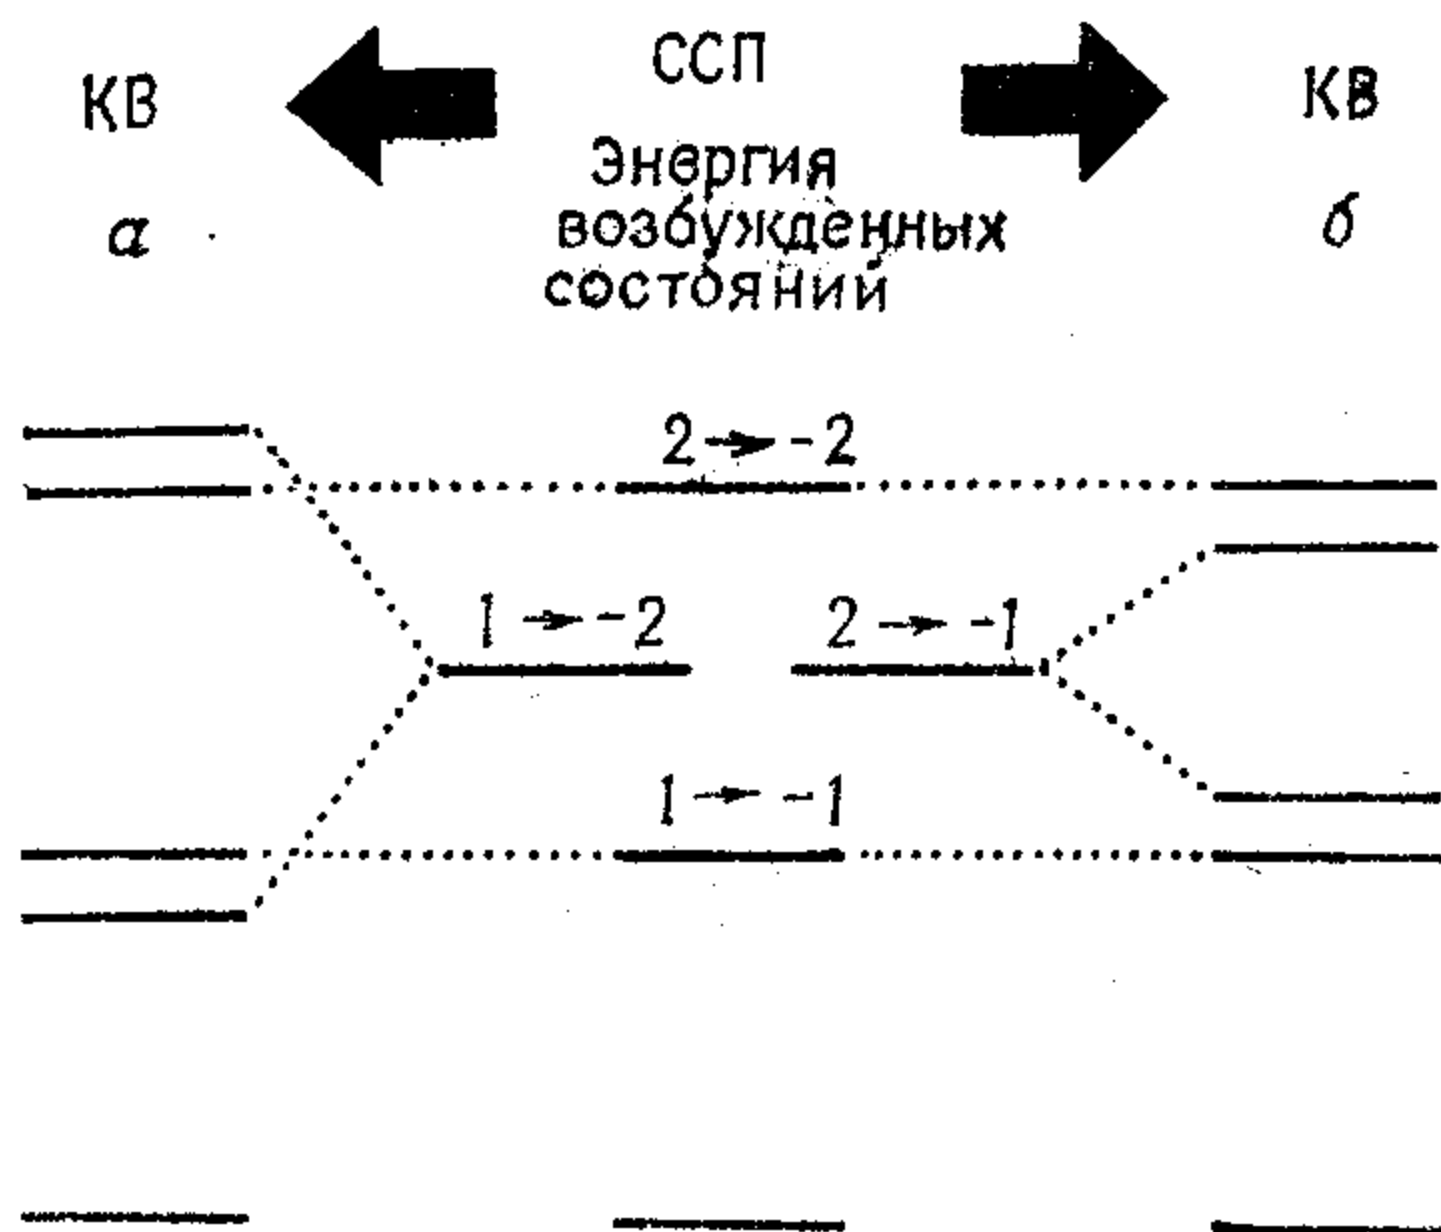 КВ ССП КВ
Энергия
а возбужденных б
состояний
2 → -2
1 → -2 2 → -1
1 → -1